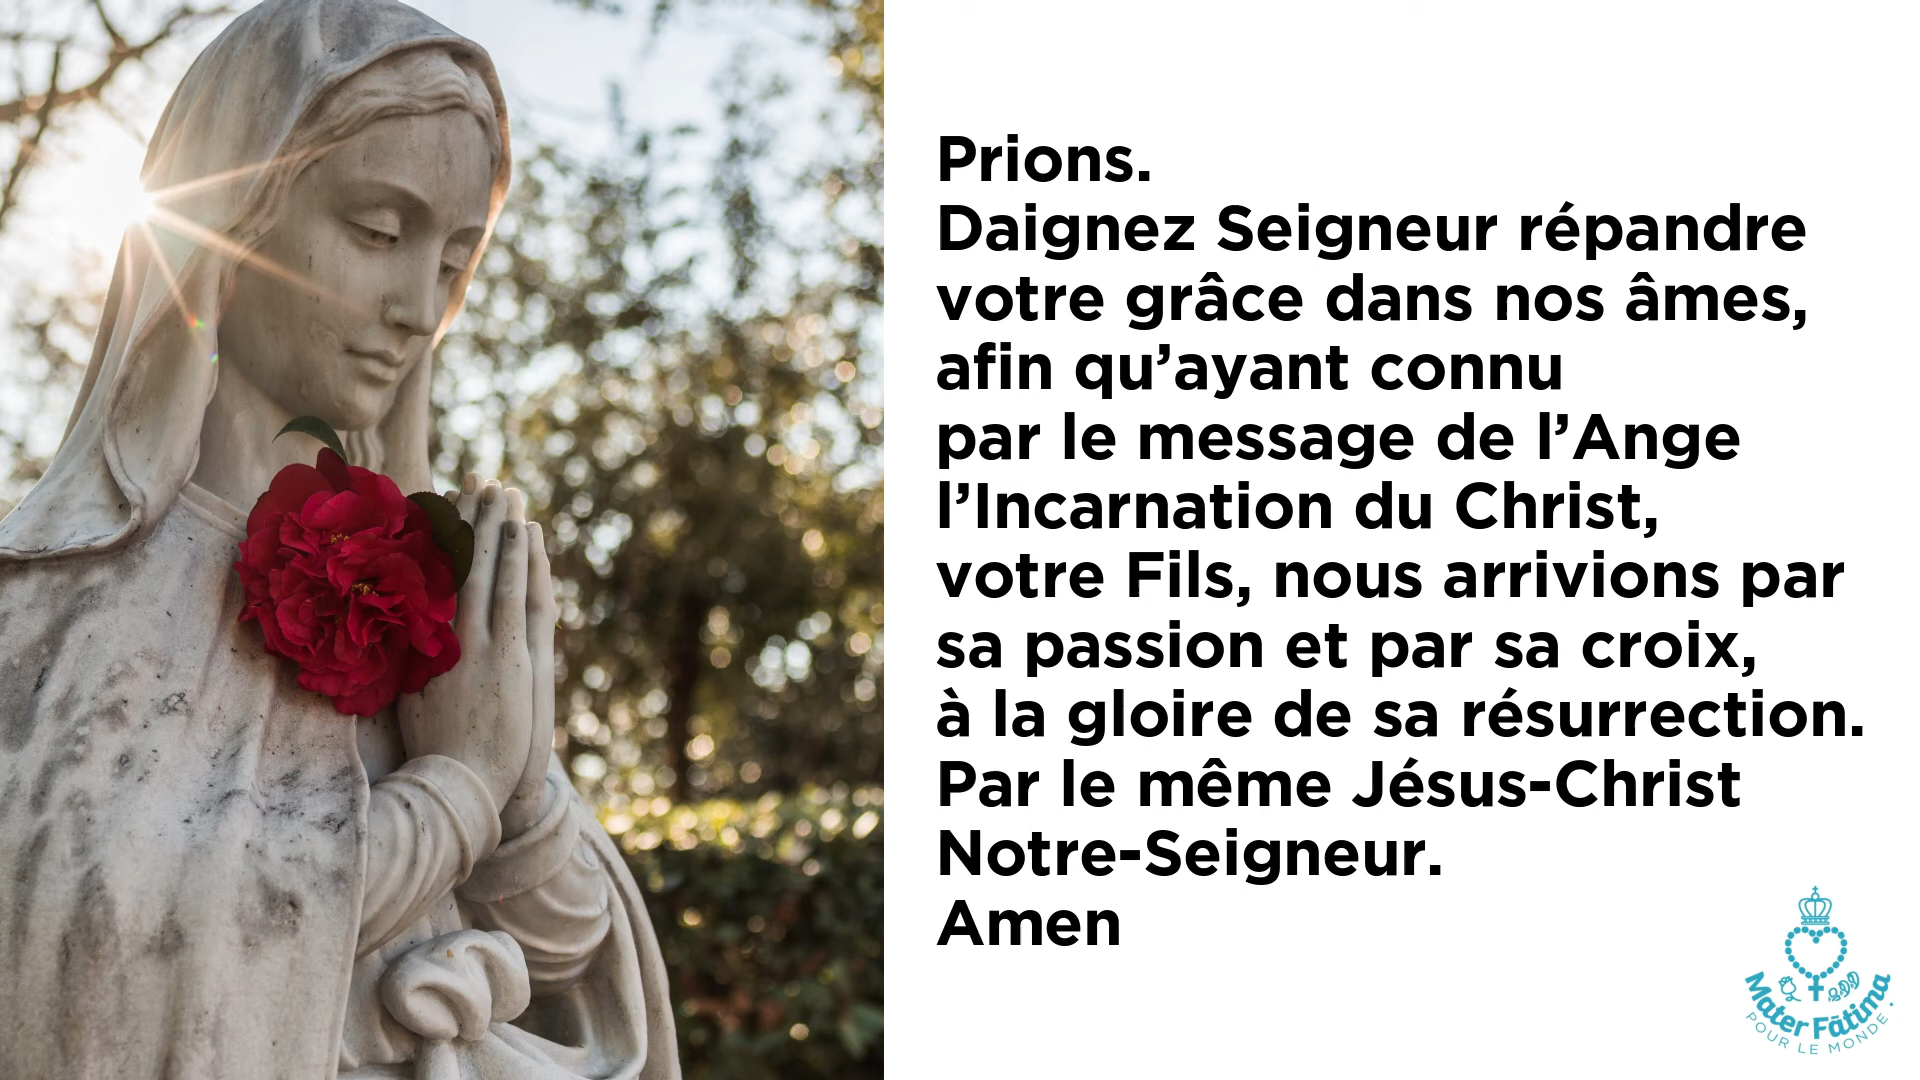 Prions.
Daignez Seigneur répandre
votre grâce dans nos âmes,
afin qu’ayant connu
par le message de l’Ange
l’Incarnation du Christ,
votre Fils, nous arrivions par
sa passion et par sa croix,
à la gloire de sa résurrection.
Par le même Jésus-Christ
Notre-Seigneur.
Amen
Mater Fātima
POUR LE MONDE